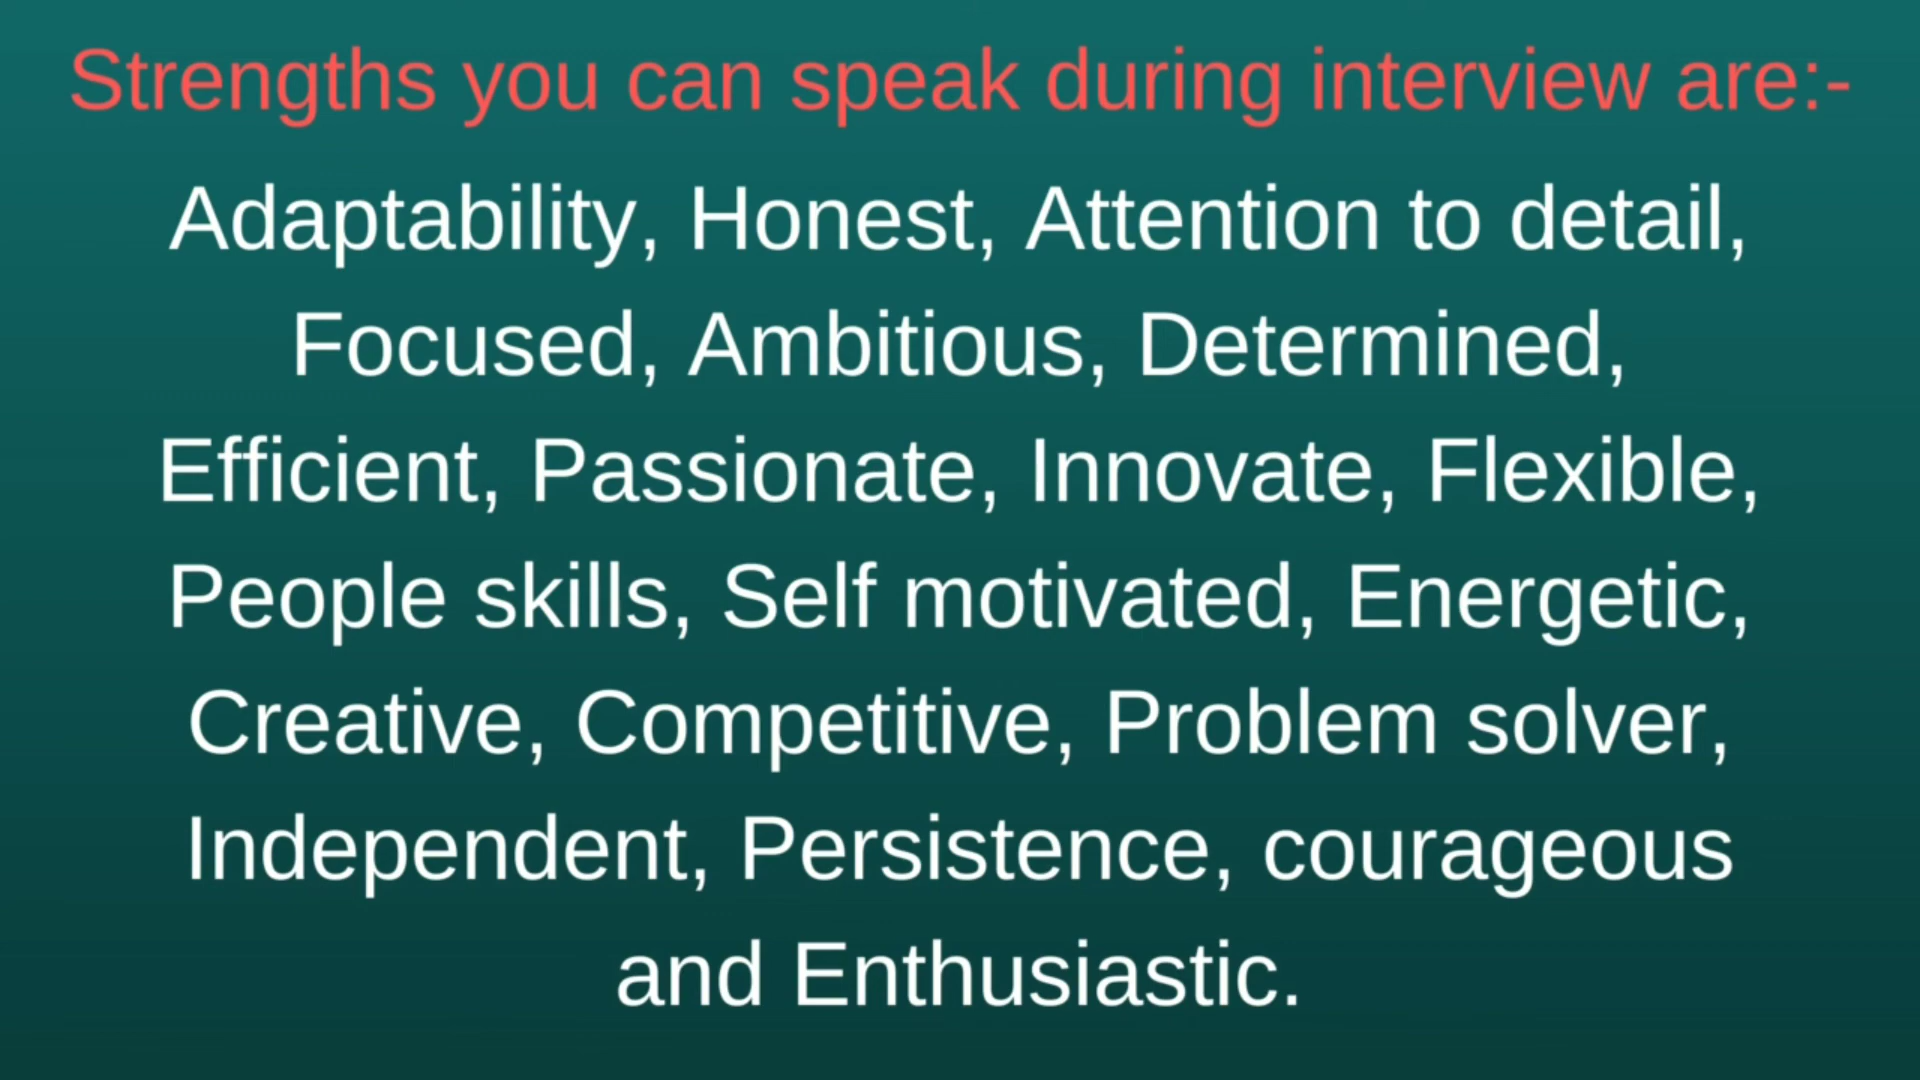 Strengths you can speak during interview are:-
Adaptability, Honest, Attention to detail,
Focused, Ambitious, Determined,
Efficient, Passionate, Innovate, Flexible,
People skills, Self motivated, Energetic,
Creative, Competitive, Problem solver,
Independent, Persistence, courageous
and Enthusiastic.